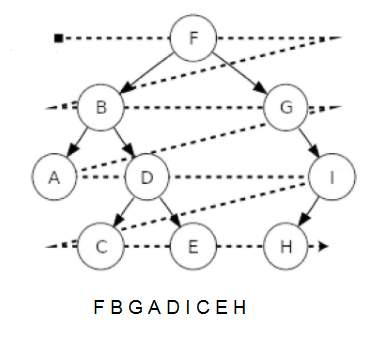 F
B G
A D I
C E H
F B G A D I C E H